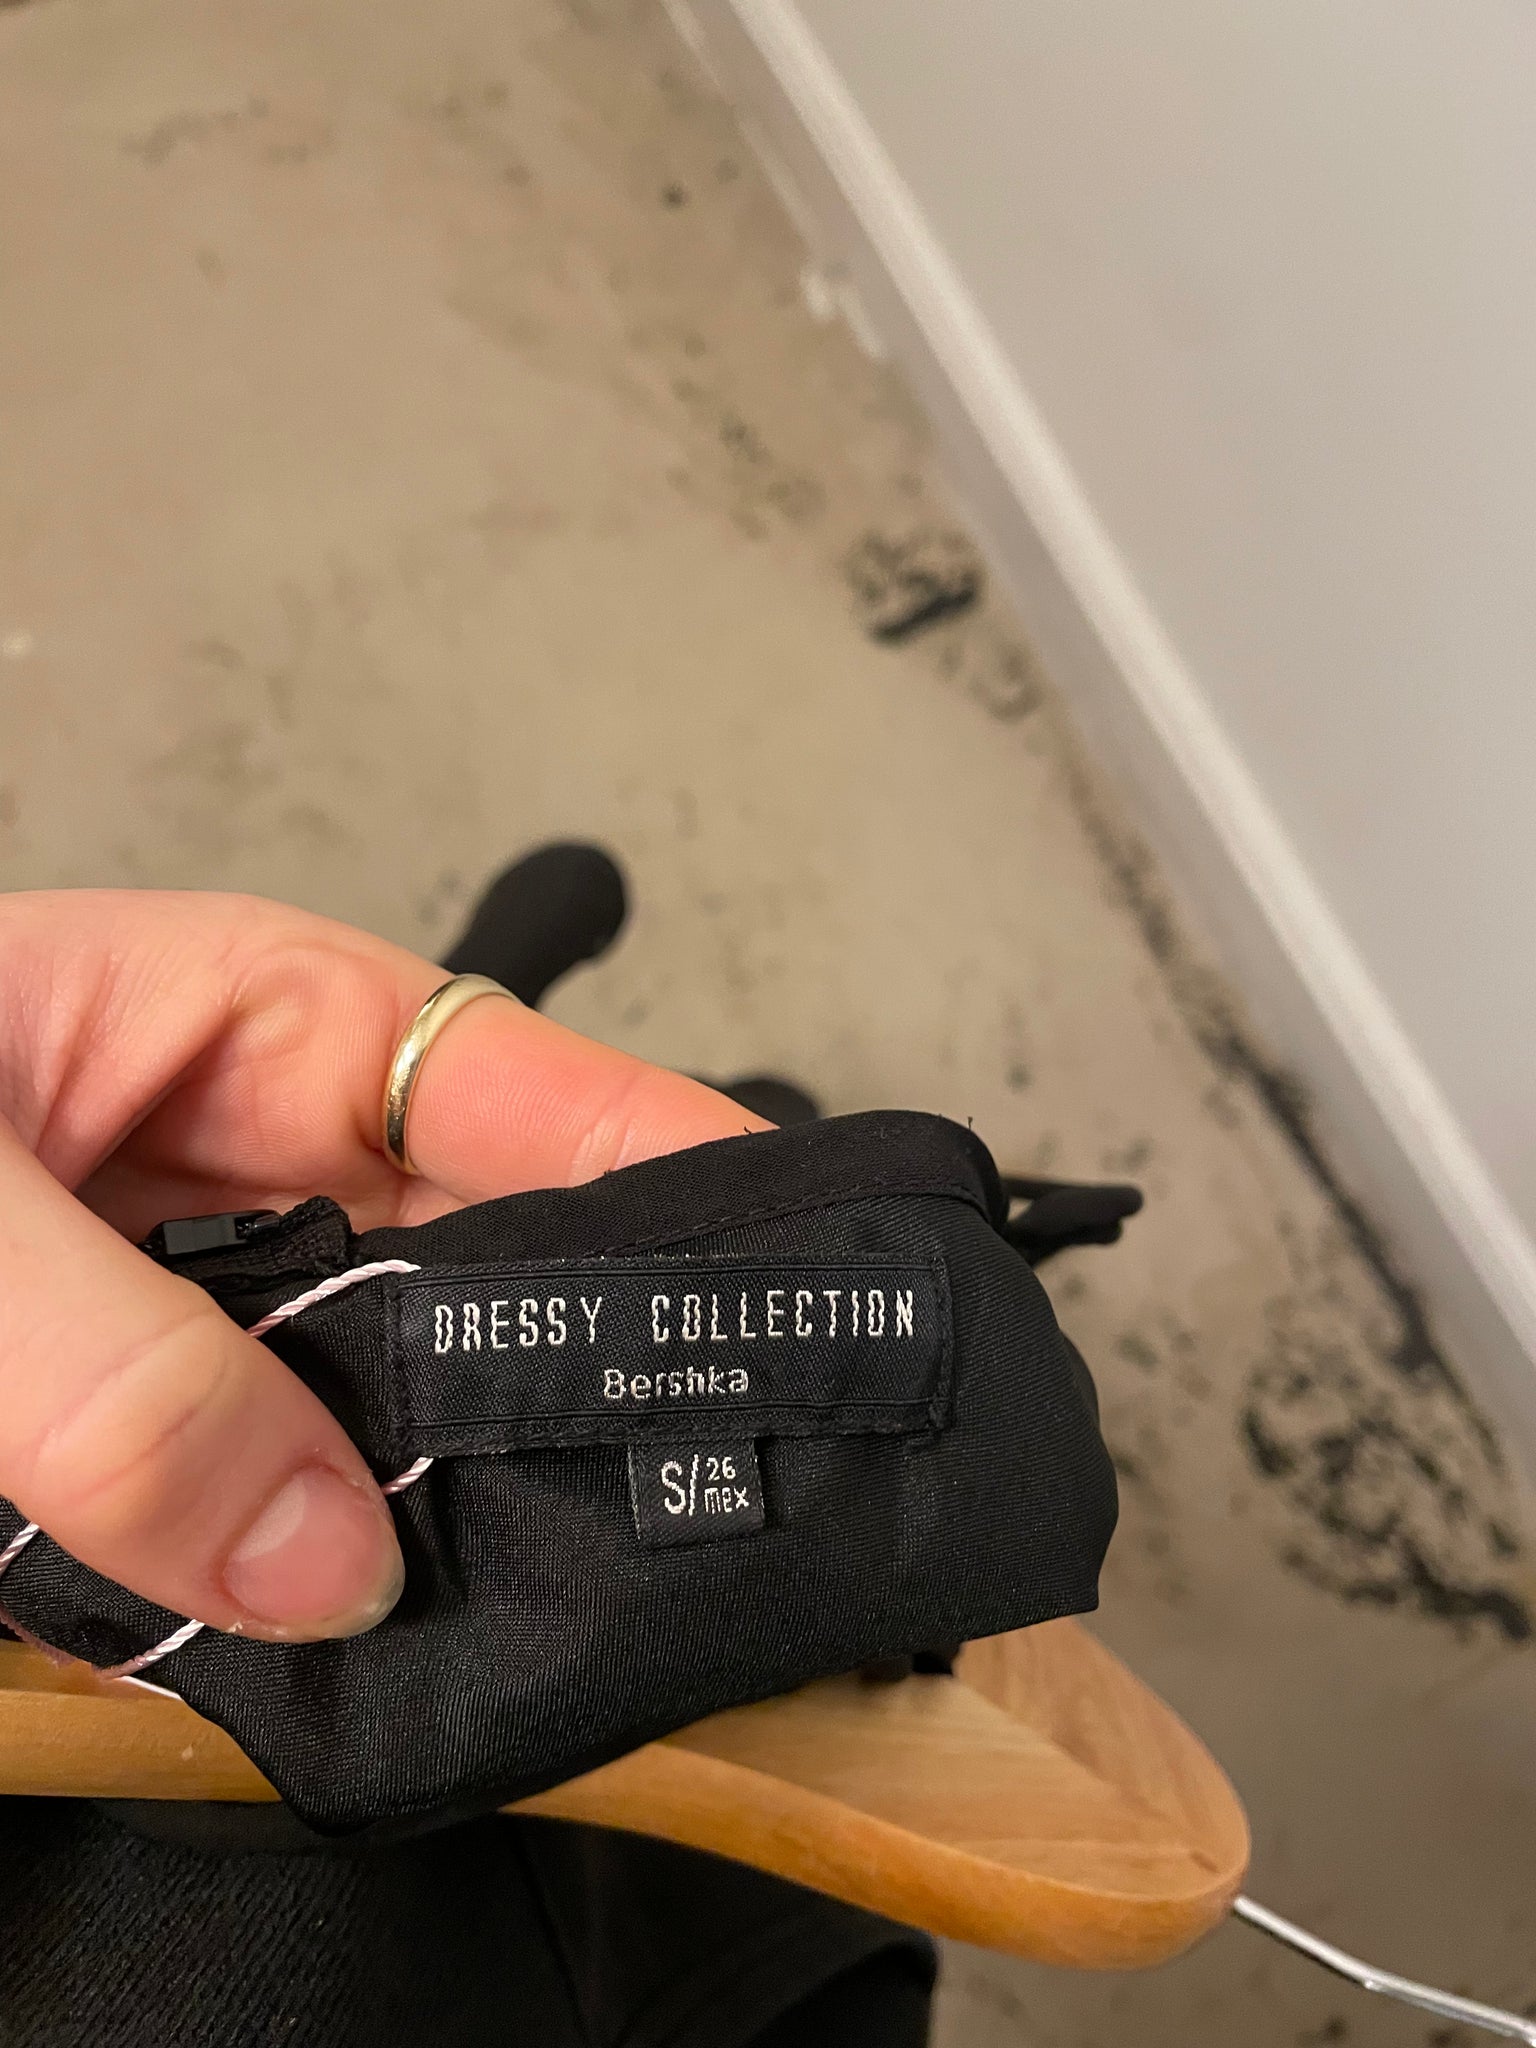 DRESSY COLLECTION
Bershka
S/26
mex